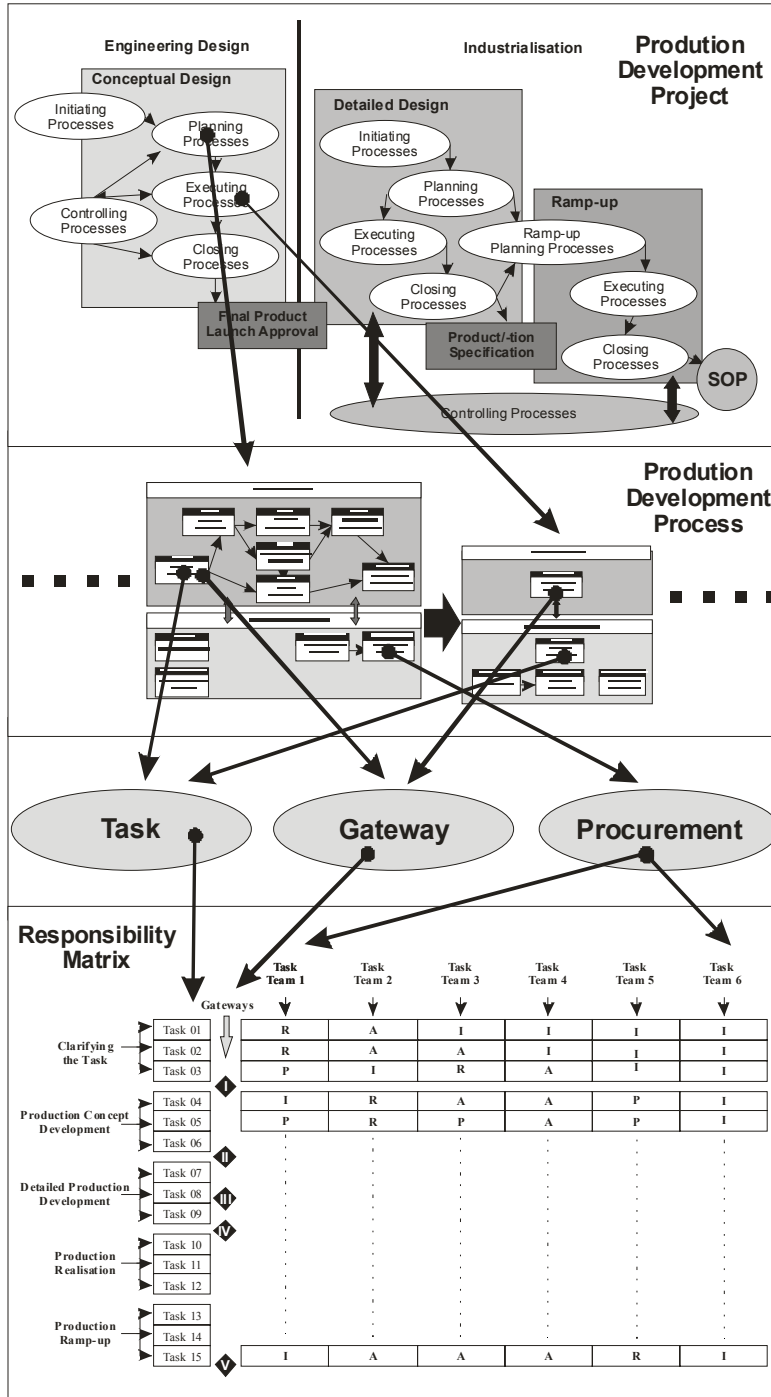 Engineering Design
Industrialisation
Prodution
Development
Project
Conceptual Design
Initiating
Processes
Planning
Processes
Executing
Processes
Controlling
Processes
Closing
Processes
Final Product
Launch Approval
Detailed Design
Initiating
Processes
Planning
Processes
Executing
Processes
Closing
Processes
Ramp-up
Ramp-up
Planning Processes
Executing
Processes
Closing
Processes
Product/-tion
Specification
SOP
Controlling Processes
Prodution
Development
Process
Task
Gateway
Procurement
Responsibility
Matrix
Gateways
Task
Team 1
Task
Team 2
Task
Team 3
Task
Team 4
Task
Team 5
Task
Team 6
Clarifying
the Task
Task 01 R A I I I I
Task 02 R A A I I I
Task 03 P I R A I I
I
Production Concept
Development
Task 04 I R A A P I
Task 05 P R P A P I
Task 06
II
Detailed Production
Development
Task 07
Task 08
III
Task 09
IV
Production
Realisation
Task 10
Task 11
Task 12
Production
Ramp-up
Task 13
Task 14
Task 15 I A A A R I
V